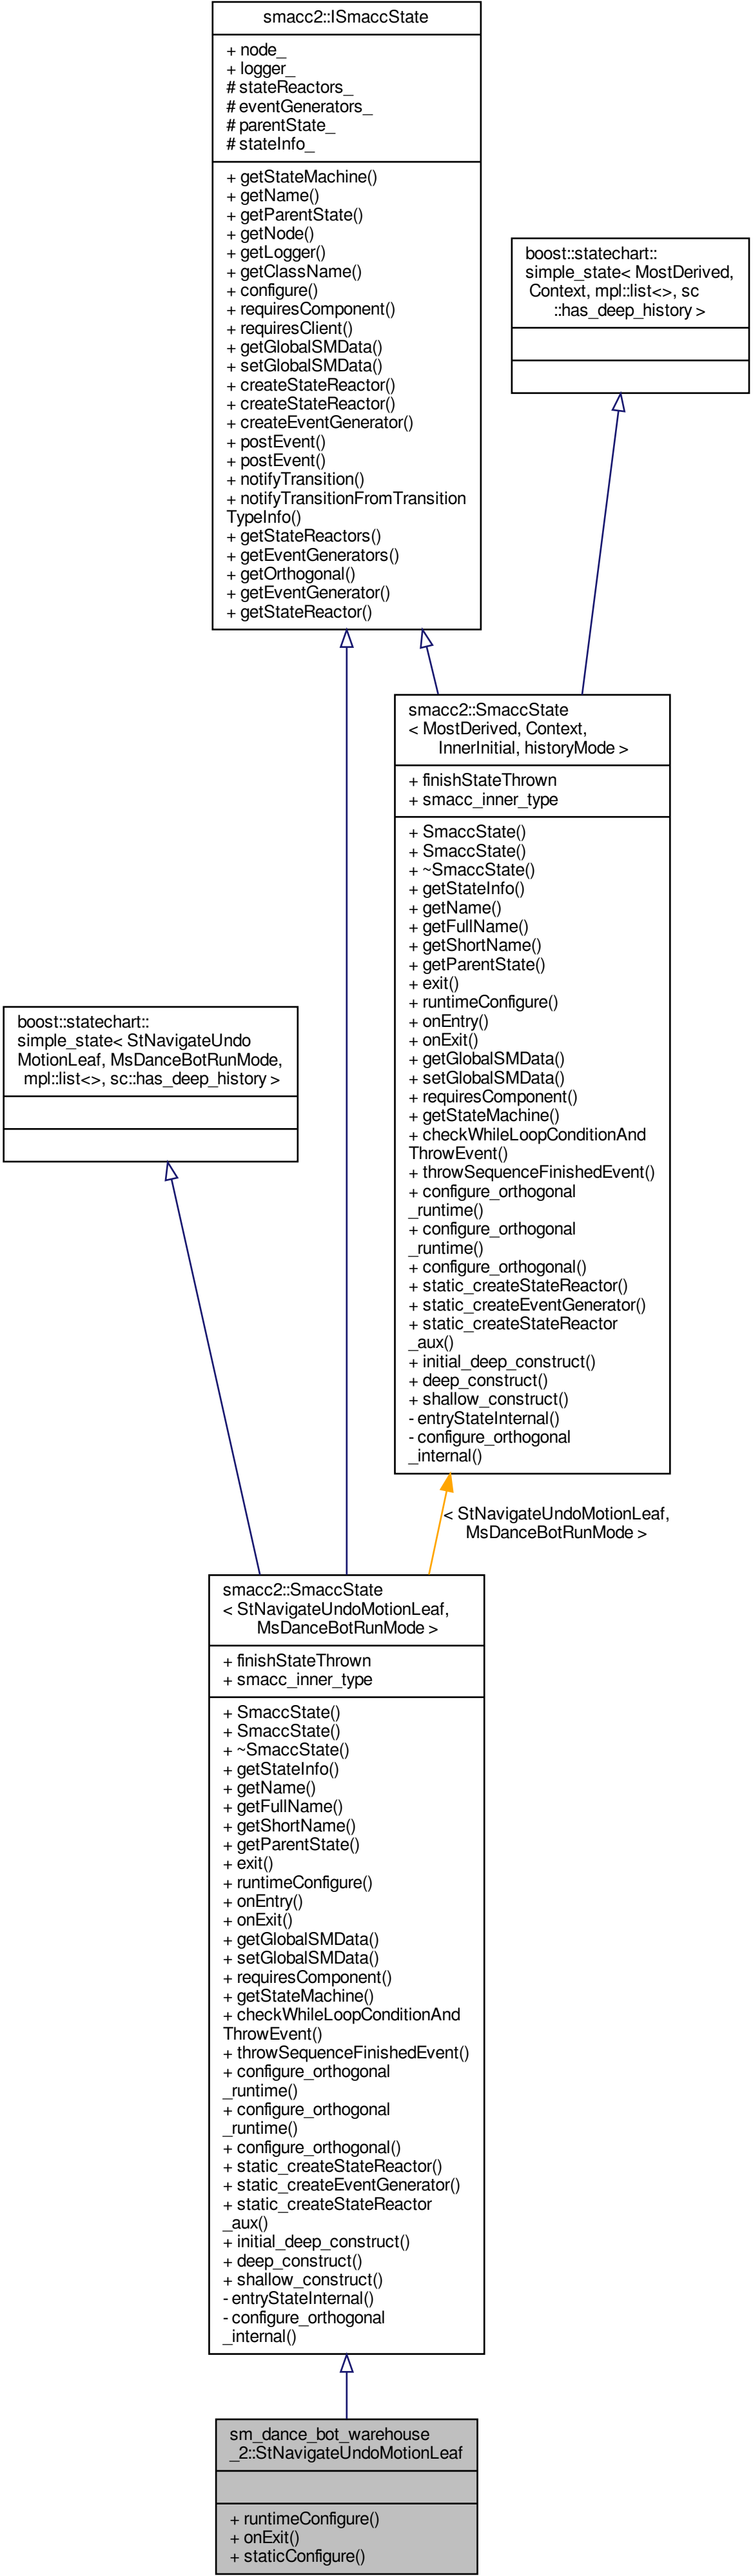 smacc2::ISmaccState
+ node_
+ logger_
# stateReactors_
# eventGenerators_
# parentState_
# stateInfo_
+ getStateMachine()
+ getName()
+ getParentState()
+ getNode()
+ getLogger()
+ getClassName()
+ configure()
+ requiresComponent()
+ requiresClient()
+ getGlobalSMData()
+ setGlobalSMData()
+ createStateReactor()
+ createStateReactor()
+ createEventGenerator()
+ postEvent()
+ postEvent()
+ notifyTransition()
+ notifyTransitionFromTransition
TypeInfo()
+ getStateReactors()
+ getEventGenerators()
+ getOrthogonal()
+ getEventGenerator()
+ getStateReactor()
boost::statechart::
simple_state< MostDerived,
Context, mpl::list<>, sc
::has_deep_history >
smacc2::SmaccState
< MostDerived, Context,
InnerInitial, historyMode >
+ finishStateThrown
+ smacc_inner_type
+ SmaccState()
+ SmaccState()
+ ~SmaccState()
+ getStateInfo()
+ getName()
+ getFullName()
+ getShortName()
+ getParentState()
+ exit()
+ runtimeConfigure()
+ onEntry()
+ onExit()
+ getGlobalSMData()
+ setGlobalSMData()
+ requiresComponent()
+ getStateMachine()
+ checkWhileLoopConditionAnd
ThrowEvent()
+ throwSequenceFinishedEvent()
+ configure_orthogonal
_runtime()
+ configure_orthogonal
_runtime()
+ configure_orthogonal()
+ static_createStateReactor()
+ static_createEventGenerator()
+ static_createStateReactor
_aux()
+ initial_deep_construct()
+ deep_construct()
+ shallow_construct()
- entryStateInternal()
- configure_orthogonal
_internal()
boost::statechart::
simple_state< StNavigateUndo
MotionLeaf, MsDanceBotRunMode,
mpl::list<>, sc::has_deep_history >
< StNavigateUndoMotionLeaf,
MsDanceBotRunMode >
smacc2::SmaccState
< StNavigateUndoMotionLeaf,
MsDanceBotRunMode >
+ finishStateThrown
+ smacc_inner_type
+ SmaccState()
+ SmaccState()
+ ~SmaccState()
+ getStateInfo()
+ getName()
+ getFullName()
+ getShortName()
+ getParentState()
+ exit()
+ runtimeConfigure()
+ onEntry()
+ onExit()
+ getGlobalSMData()
+ setGlobalSMData()
+ requiresComponent()
+ getStateMachine()
+ checkWhileLoopConditionAnd
ThrowEvent()
+ throwSequenceFinishedEvent()
+ configure_orthogonal
_runtime()
+ configure_orthogonal
_runtime()
+ configure_orthogonal()
+ static_createStateReactor()
+ static_createEventGenerator()
+ static_createStateReactor
_aux()
+ initial_deep_construct()
+ deep_construct()
+ shallow_construct()
- entryStateInternal()
- configure_orthogonal
_internal()
sm_dance_bot_warehouse
_2::StNavigateUndoMotionLeaf
+ runtimeConfigure()
+ onExit()
+ staticConfigure()